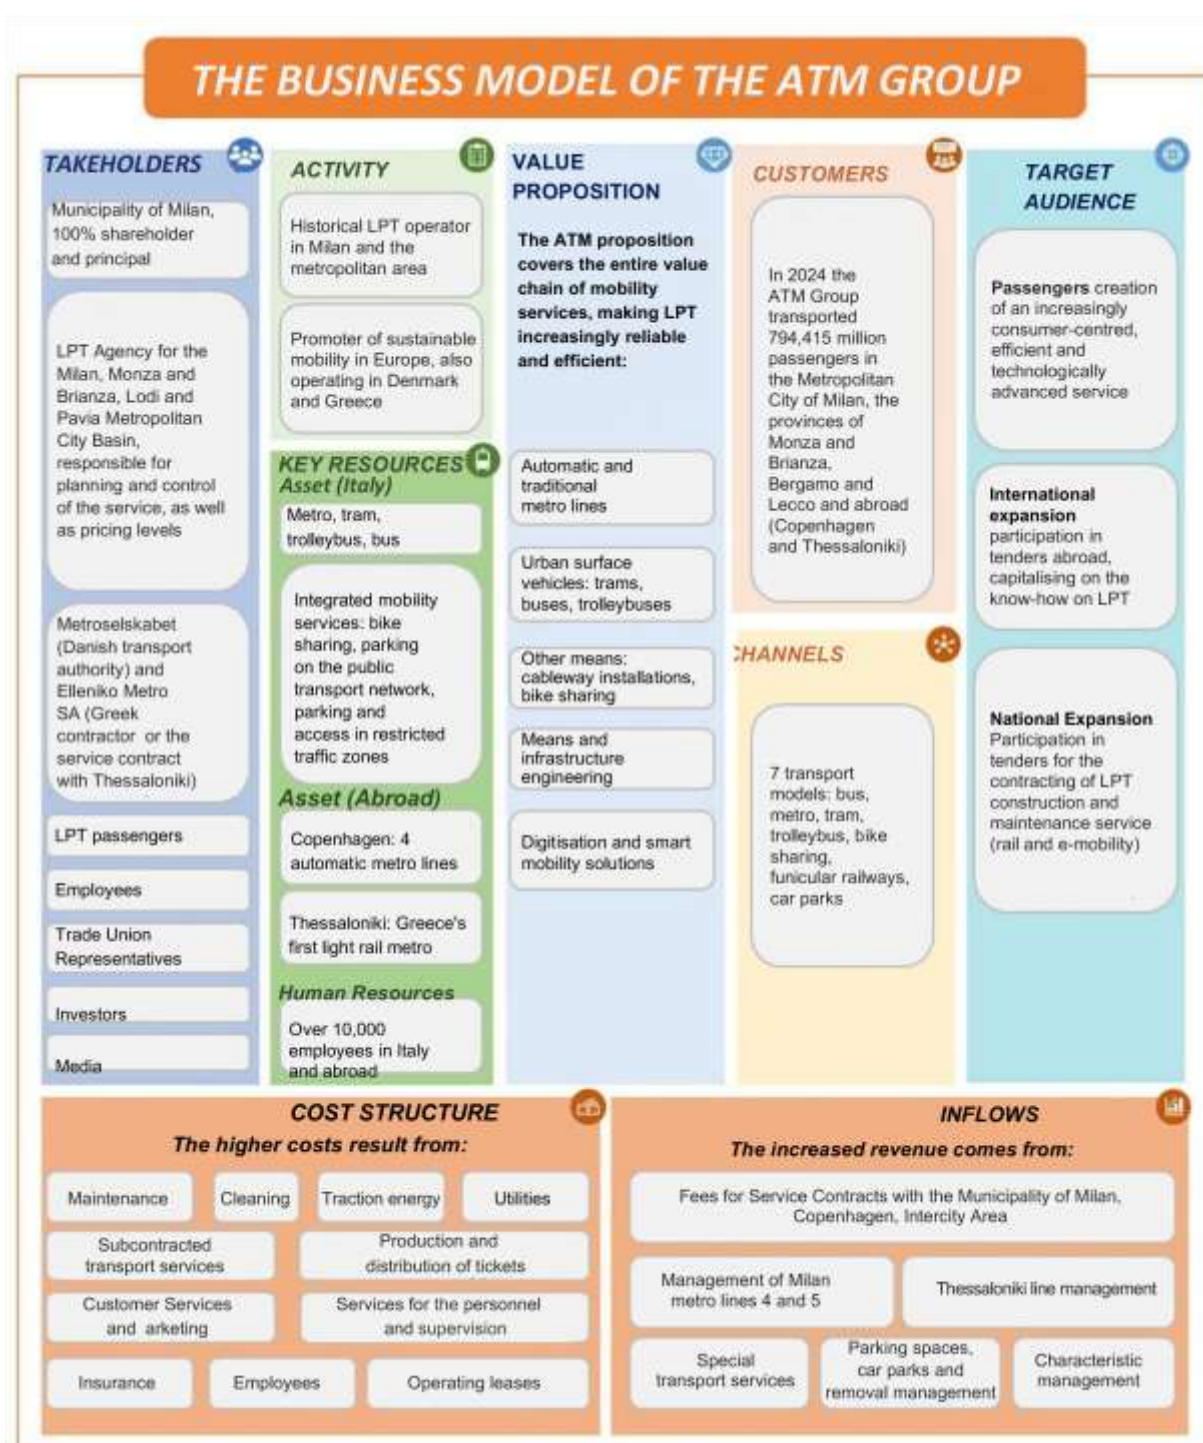 THE BUSINESS MODEL OF THE ATM GROUP
TAKEHOLDERS
Municipality of Milan,
100% shareholder
and principal
LPT Agency for the
Milan, Monza and
Brianza, Lodi and
Pavia Metropolitan
City Basin,
responsible for
planning and control
of the service, as well
as pricing levels
Metroselskabet
(Danish transport
authority) and
Elleniko Metro
SA (Greek
contractor or the
service contract
with Thessaloniki)
LPT passengers
Employees
Trade Union
Representatives
Investors
Media
ACTIVITY
Historical LPT operator
in Milan and the
metropolitan area
Promoter of sustainable
mobility in Europe, also
operating in Denmark
and Greece
KEY RESOURCES
Asset (Italy)
Metro, tram,
trolleybus, bus
Integrated mobility
services: bike
sharing, parking
on the public
transport network,
parking and
access in restricted
traffic zones
Asset (Abroad)
Copenhagen: 4
automatic metro lines
Thessaloniki: Greece's
first light rail metro
Human Resources
Over 10,000
employees in Italy
and abroad
VALUE
PROPOSITION
The ATM proposition
covers the entire value
chain of mobility
services, making LPT
increasingly reliable
and efficient:
Automatic and
traditional
metro lines
Urban surface
vehicles: trams,
buses, trolleybuses
Other means:
cableway installations,
bike sharing
Means and
infrastructure
engineering
Digitisation and smart
mobility solutions
CUSTOMERS
In 2024 the
ATM Group
transported
794,415 million
passengers in
the Metropolitan
City of Milan, the
provinces of
Monza and
Brianza,
Bergamo and
Lecco and abroad
(Copenhagen
and Thessaloniki)
CHANNELS
7 transport
models: bus,
metro, tram,
trolleybus, bike
sharing,
funicular railways,
car parks
TARGET
AUDIENCE
Passengers creation
of an increasingly
consumer-centred,
efficient and
technologically
advanced service
International
expansion
participation in
tenders abroad,
capitalising on the
know-how on LPT
National Expansion
Participation in
tenders for the
contracting of LPT
construction and
maintenance service
(rail and e-mobility)
COST STRUCTURE
The higher costs result from:
Maintenance
Cleaning
Traction energy
Utilities
Subcontracted
transport services
Production and
distribution of tickets
Customer Services
and arketing
Services for the personnel
and supervision
Insurance
Employees
Operating leases
INFLOWS
The increased revenue comes from:
Fees for Service Contracts with the Municipality of Milan,
Copenhagen, Intercity Area
Management of Milan
metro lines 4 and 5
Thessaloniki line management
Special
transport services
Parking spaces,
car parks and
removal management
Characteristic
management